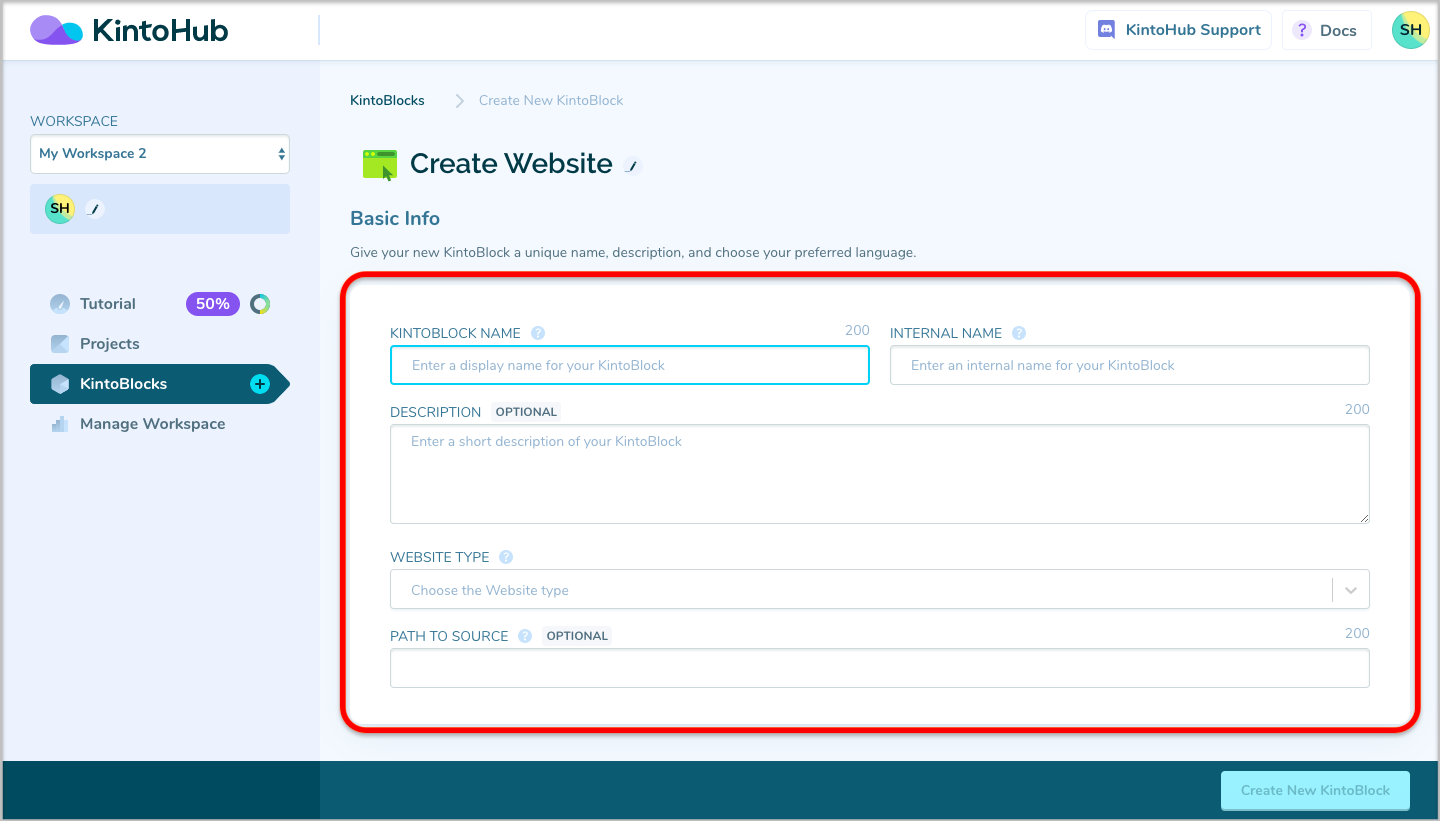 KintoHub
KintoHub Support
? Docs
SH
WORKSPACE
My Workspace 2
SH
Tutorial 50%
Projects
KintoBlocks +
Manage Workspace
KintoBlocks Create New KintoBlock
Create Website
Basic Info
Give your new KintoBlock a unique name, description, and choose your preferred language.
KINTOBLOCK NAME ? 200
Enter a display name for your KintoBlock
INTERNAL NAME ?
Enter an internal name for your KintoBlock
DESCRIPTION OPTIONAL 200
Enter a short description of your KintoBlock
WEBSITE TYPE ?
Choose the Website type
PATH TO SOURCE ? OPTIONAL 200
Create New KintoBlock